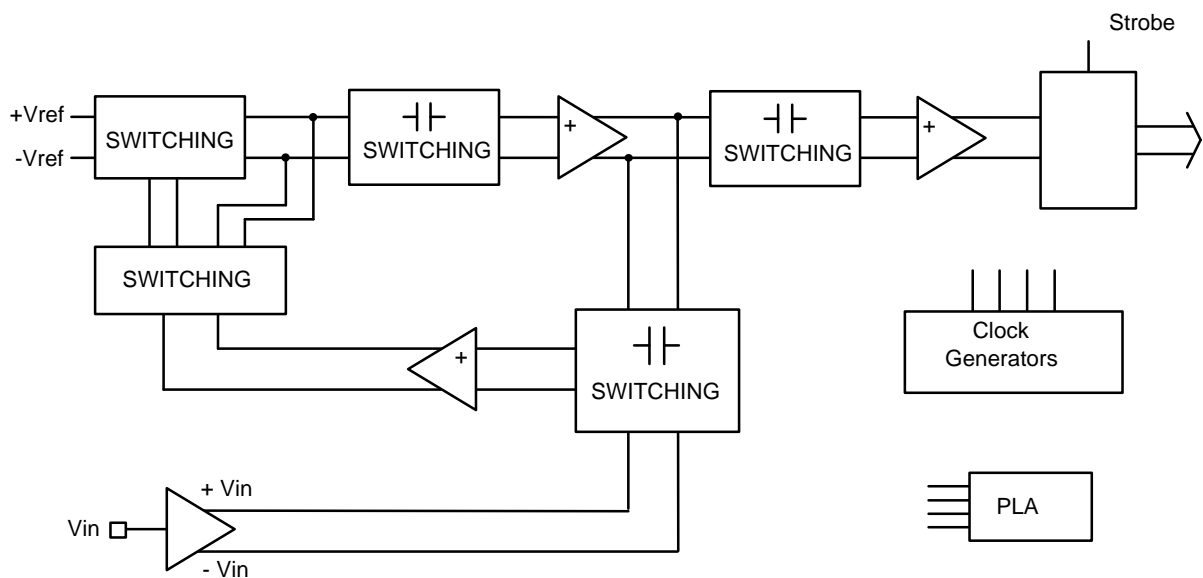 Strobe
+Vref
-Vref
SWITCHING
SWITCHING
+
SWITCHING
+
SWITCHING
Clock
Generators
+
SWITCHING
+ Vin
Vin
- Vin
PLA